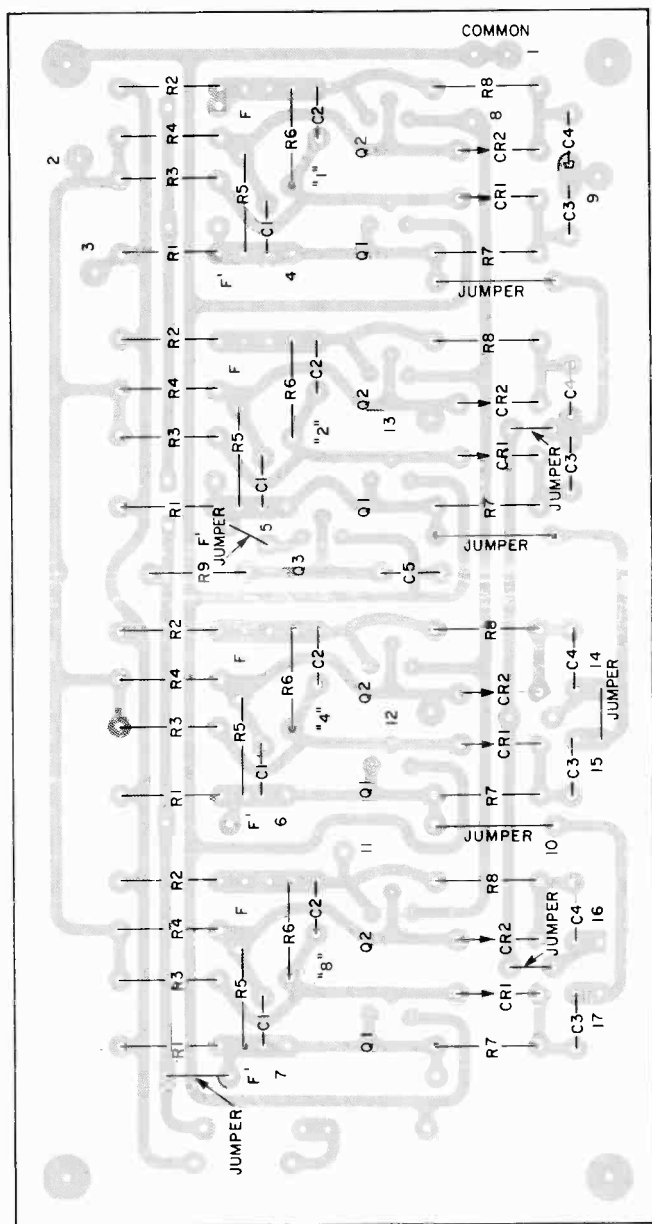 COMMON
1
R2
F
R6
C2
R8
8
2
R4
Q2
CR2
C4
R3
R5
"1"
CR1
C3
9
3
R1
F'
4
C1
Q1
R7
JUMPER
R2
F
R6
C2
R8
R4
Q2
13
CR2
C4
R3
R5
"2"
CR1
C3
JUMPER
R1
F'
JUMPER
5
C1
Q1
R7
JUMPER
R9
Q3
C5
R2
F
R6
C2
R8
R4
Q2
12
CR2
C4
14
R3
R5
"4"
CR1
C3
15
JUMPER
R1
F'
6
C1
Q1
R7
JUMPER
10
11
R2
F
R6
C2
R8
R4
Q2
CR2
C4
16
JUMPER
R3
R5
"8"
CR1
C3
17
R1
F'
7
C1
Q1
R7
JUMPER